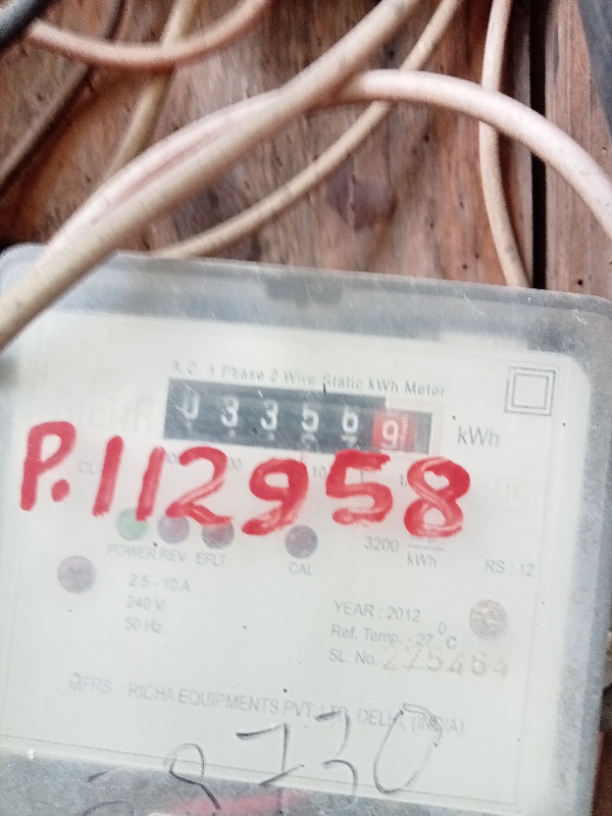 A.C. 1 Phase 2 Wire Static kWh Meter
0 3 3 5 6 9
kWh
P.112958
POWER REV EFLT
CAL
3200
kWh
RS : 12
2.5 - 10 A
240 V
50 Hz
YEAR : 2012
Ref. Temp. - 27 °C
SL. No. 225464
MFRS. : RICHA EQUIPMENTS PVT. LTD. DELHI, (INDIA).